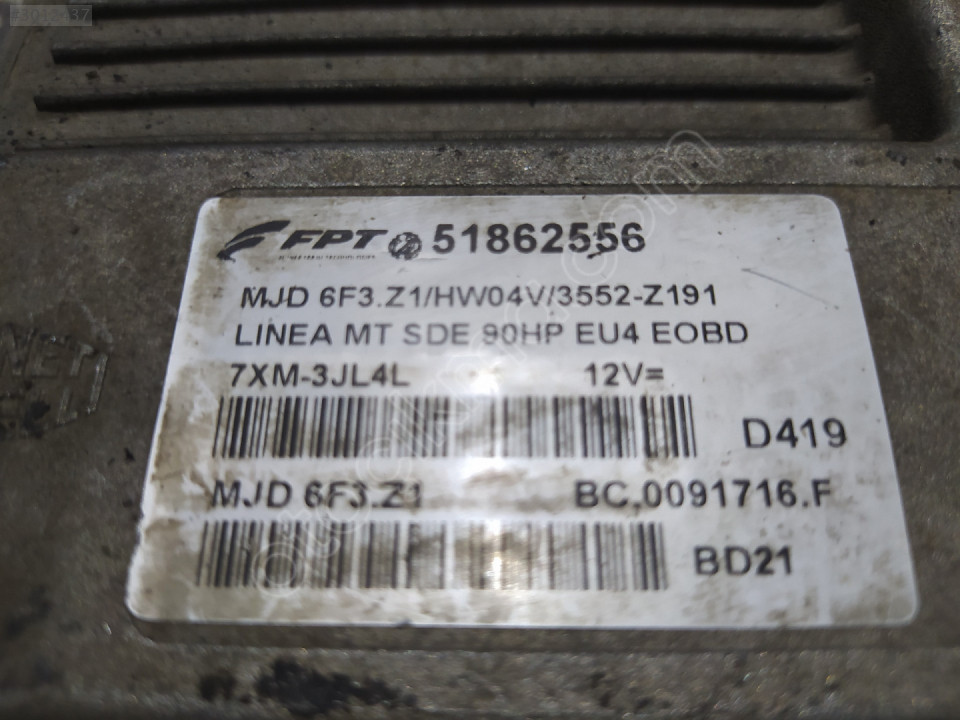 FPT 51862556
MJD 6F3.Z1/HW04V/3552-Z191
LINEA MT SDE 90HP EU4 EOBD
7XM-3JL4L 12V=
D419
MJD 6F3.Z1 BC.0091716.F
BD21